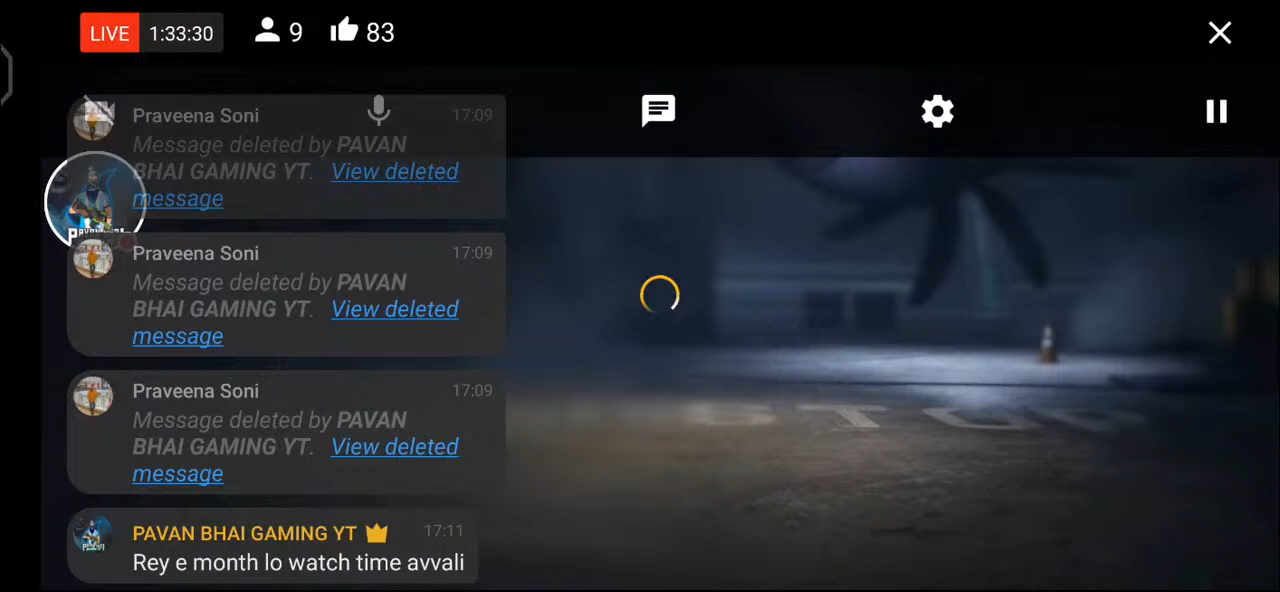 LIVE 1:33:30 9 83
Praveena Soni 17:09
Message deleted by PAVAN
BHAI GAMING YT. View deleted
message
Praveena Soni 17:09
Message deleted by PAVAN
BHAI GAMING YT. View deleted
message
Praveena Soni 17:09
Message deleted by PAVAN
BHAI GAMING YT. View deleted
message
PAVAN BHAI GAMING YT 17:11
Rey e month lo watch time avvali
STOP